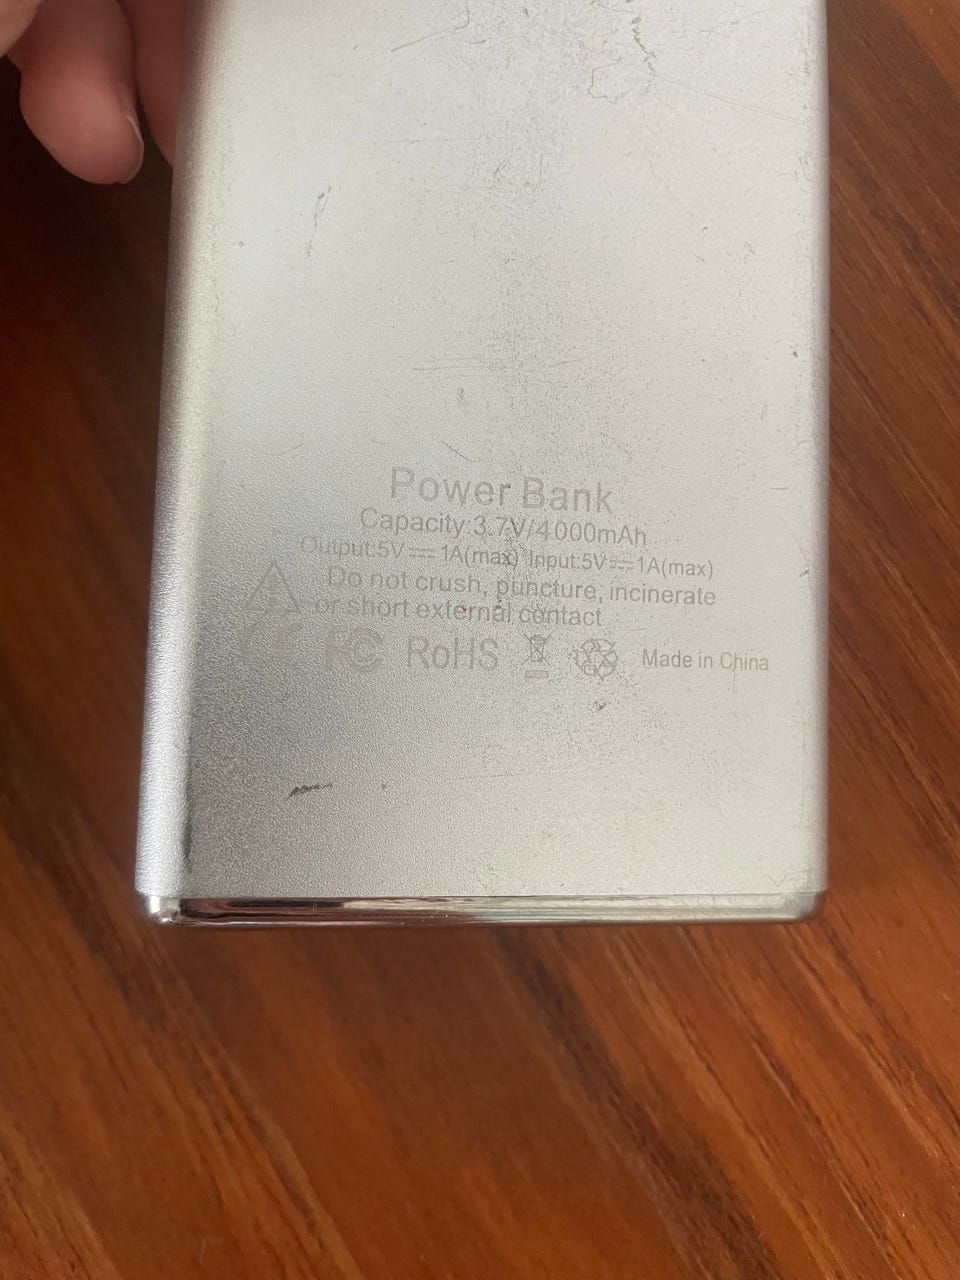 Power Bank
Capacity:3.7V/4000mAh
Output:5V⎓1A(max) Input:5V⎓1A(max)
Do not crush, puncture, incinerate
or short external contact
CE FC RoHS Made in China